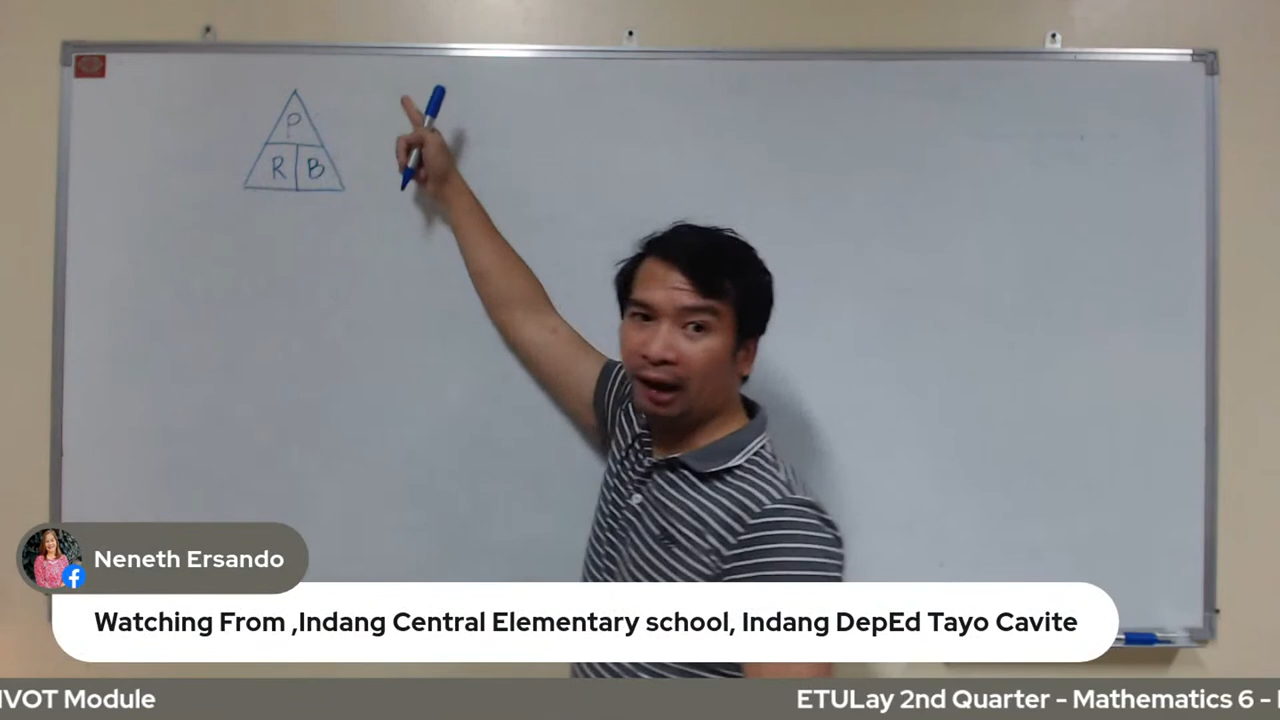 P
R B
Neneth Ersando
Watching From ,Indang Central Elementary school, Indang DepEd Tayo Cavite
IVOT Module ETULay 2nd Quarter - Mathematics 6 -